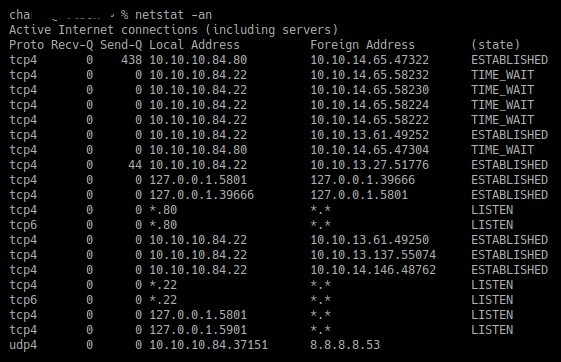 % netstat -an
Active Internet connections (including servers)
Proto Recv-Q Send-Q Local Address Foreign Address (state)
tcp4 0 438 10.10.10.84.80 10.10.14.65.47322 ESTABLISHED
tcp4 0 0 10.10.10.84.22 10.10.14.65.58232 TIME_WAIT
tcp4 0 0 10.10.10.84.22 10.10.14.65.58230 TIME_WAIT
tcp4 0 0 10.10.10.84.22 10.10.14.65.58224 TIME_WAIT
tcp4 0 0 10.10.10.84.22 10.10.14.65.58222 TIME_WAIT
tcp4 0 0 10.10.10.84.22 10.10.13.61.49252 ESTABLISHED
tcp4 0 0 10.10.10.84.80 10.10.14.65.47304 TIME_WAIT
tcp4 0 44 10.10.10.84.22 10.10.13.27.51776 ESTABLISHED
tcp4 0 0 127.0.0.1.5801 127.0.0.1.39666 ESTABLISHED
tcp4 0 0 127.0.0.1.39666 127.0.0.1.5801 ESTABLISHED
tcp4 0 0 *.80 *.* LISTEN
tcp6 0 0 *.80 *.* LISTEN
tcp4 0 0 10.10.10.84.22 10.10.13.61.49250 ESTABLISHED
tcp4 0 0 10.10.10.84.22 10.10.13.137.55074 ESTABLISHED
tcp4 0 0 10.10.10.84.22 10.10.14.146.48762 ESTABLISHED
tcp4 0 0 *.22 *.* LISTEN
tcp6 0 0 *.22 *.* LISTEN
tcp4 0 0 127.0.0.1.5801 *.* LISTEN
tcp4 0 0 127.0.0.1.5901 *.* LISTEN
udp4 0 0 10.10.10.84.37151 8.8.8.8.53